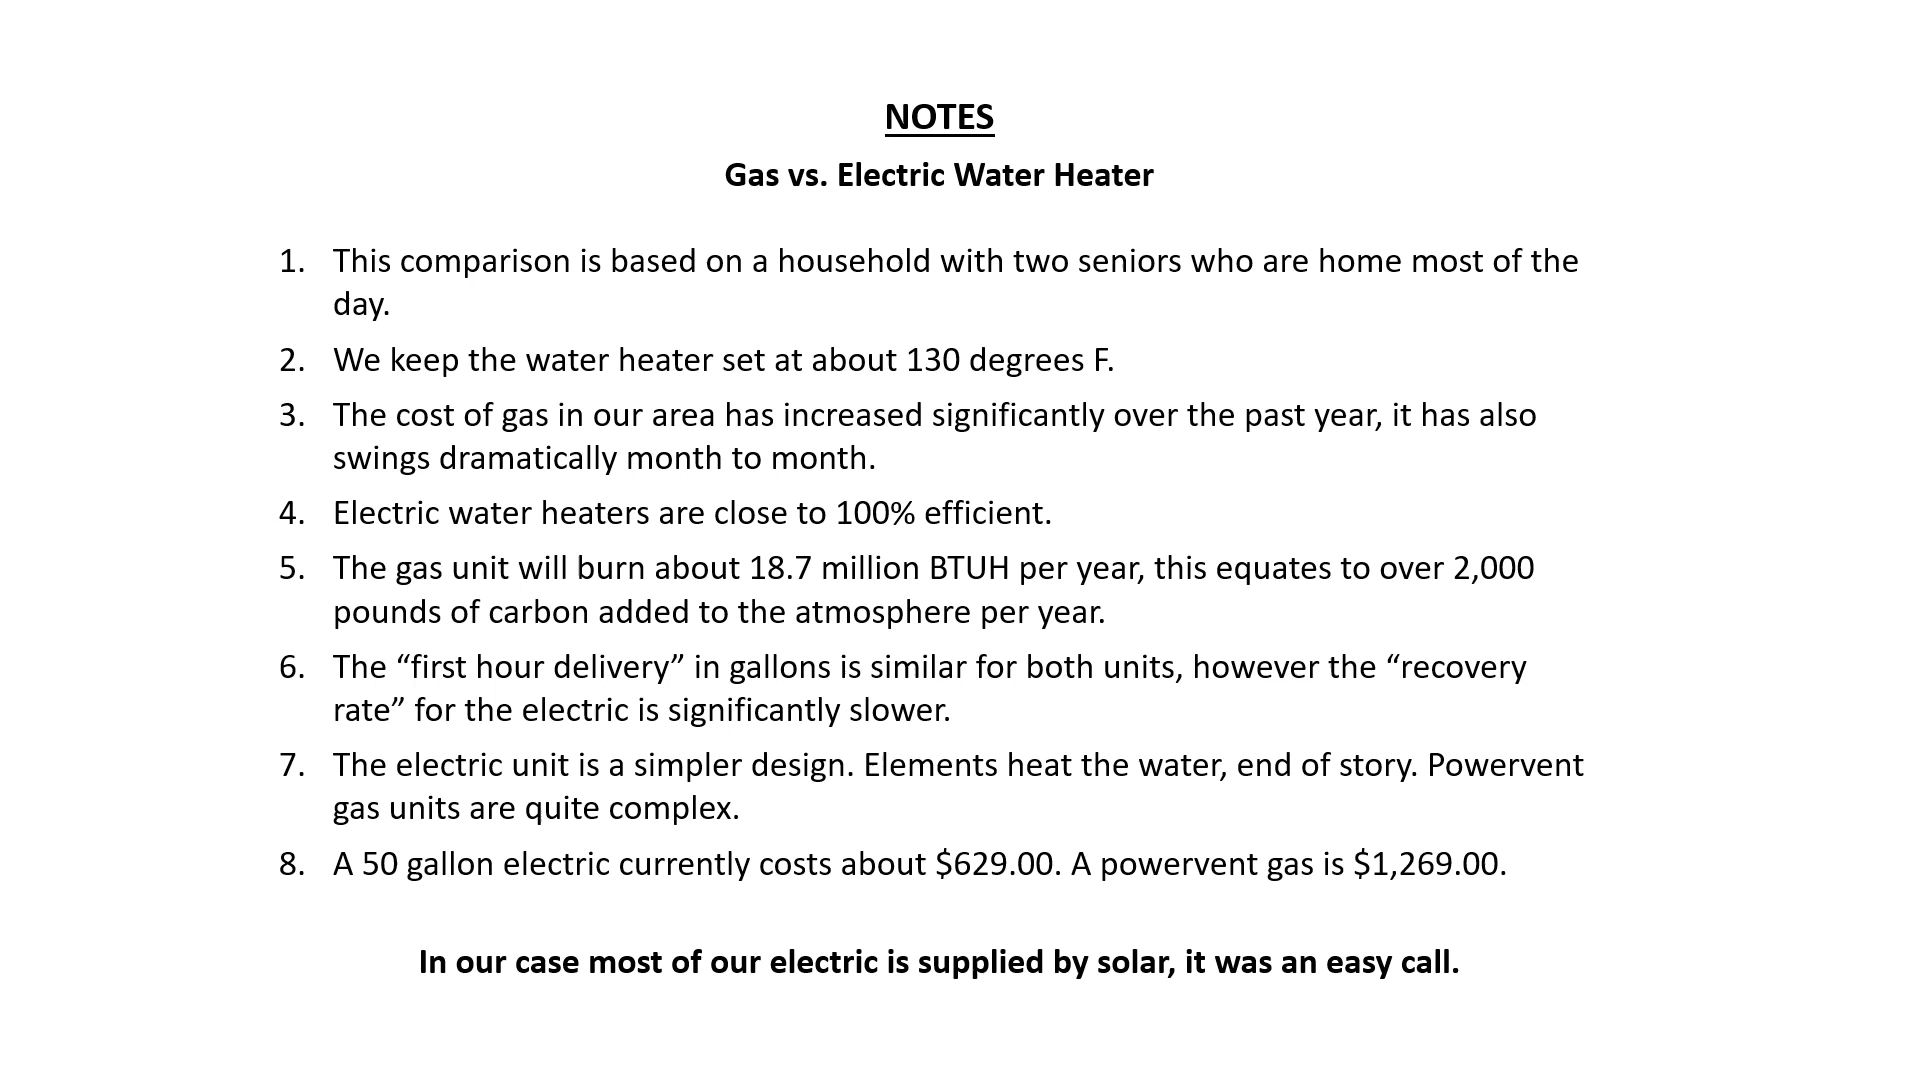 NOTES
Gas vs. Electric Water Heater
1. This comparison is based on a household with two seniors who are home most of the
day.
2. We keep the water heater set at about 130 degrees F.
3. The cost of gas in our area has increased significantly over the past year, it has also
swings dramatically month to month.
4. Electric water heaters are close to 100% efficient.
5. The gas unit will burn about 18.7 million BTUH per year, this equates to over 2,000
pounds of carbon added to the atmosphere per year.
6. The “first hour delivery” in gallons is similar for both units, however the “recovery
rate” for the electric is significantly slower.
7. The electric unit is a simpler design. Elements heat the water, end of story. Powervent
gas units are quite complex.
8. A 50 gallon electric currently costs about $629.00. A powervent gas is $1,269.00.
In our case most of our electric is supplied by solar, it was an easy call.